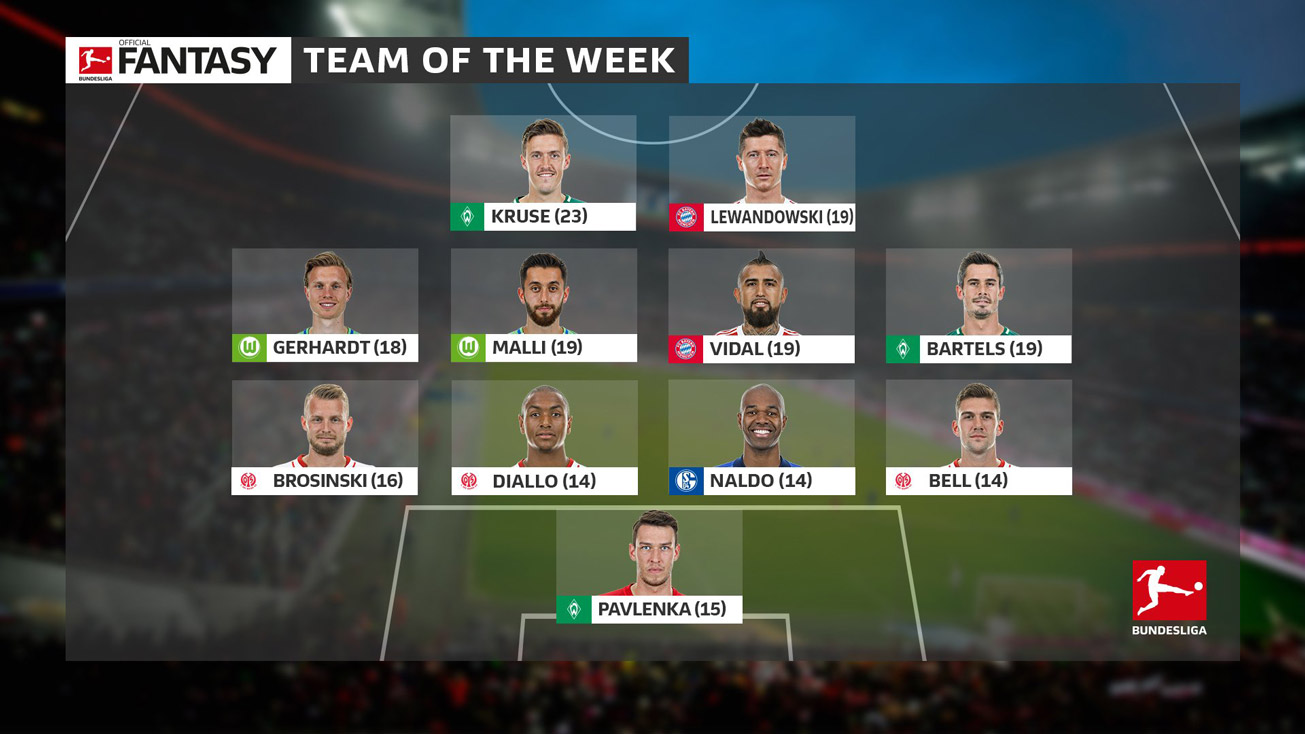 OFFICIAL
FANTASY
BUNDESLIGA
TEAM OF THE WEEK
KRUSE (23)
LEWANDOWSKI (19)
GERHARDT (18)
MALLI (19)
VIDAL (19)
BARTELS (19)
BROSINSKI (16)
DIALLO (14)
NALDO (14)
BELL (14)
PAVLENKA (15)
BUNDESLIGA